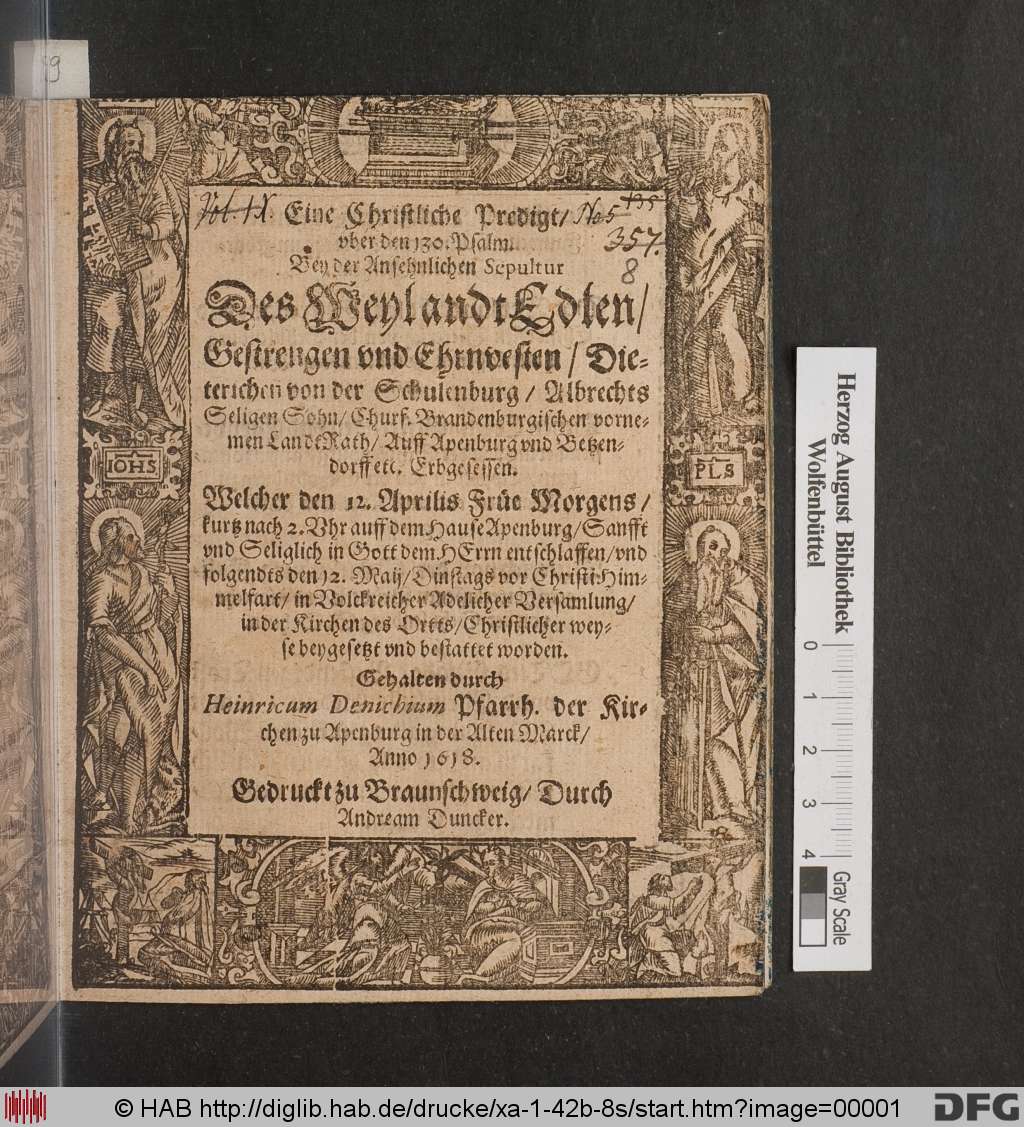 9
Vol. IX. Eine Christliche Predigt/ No 5 135
vber den 130. Psalm. 357.
Bey der Ansehnlichen Sepultur 8
Des Weylandt Edlen/
Gestrengen vnd Ehrnvesten/ Die-
terichen von der Schulenburg/ Albrechts
Seligen Sohn/ Churf. Brandenburgischen vorne-
men LandtRath/ Auff Apenburg vnd Betzen-
dorff etc. Erbgesessen.
Welcher den 12. Aprilis Früe Morgens/
kurtz nach 2. Vhr auff dem Hause Apenburg/ Sanfft
vnd Seliglich in Gott dem HErrn entschlaffen/ vnd
folgendts den 12. Maij/ Dinstags vor Christi Him-
melfart/ in Volckreicher Adelicher Versamlung/
in der Kirchen des Ortts/ Christlicher wey-
se beygesetzt vnd bestattet worden.
Gehalten durch
Heinricum Denichium Pfarrh. der Kir-
chen zu Apenburg in der Alten Marck/
Anno 1618.
Gedruckt zu Braunschweig/ Durch
Andream Duncker.
IOHS
PLS
Herzog August Bibliothek
Wolfenbüttel
0 1 2 3 4
Gray Scale
© HAB http://diglib.hab.de/drucke/xa-1-42b-8s/start.htm?image=00001
DFG